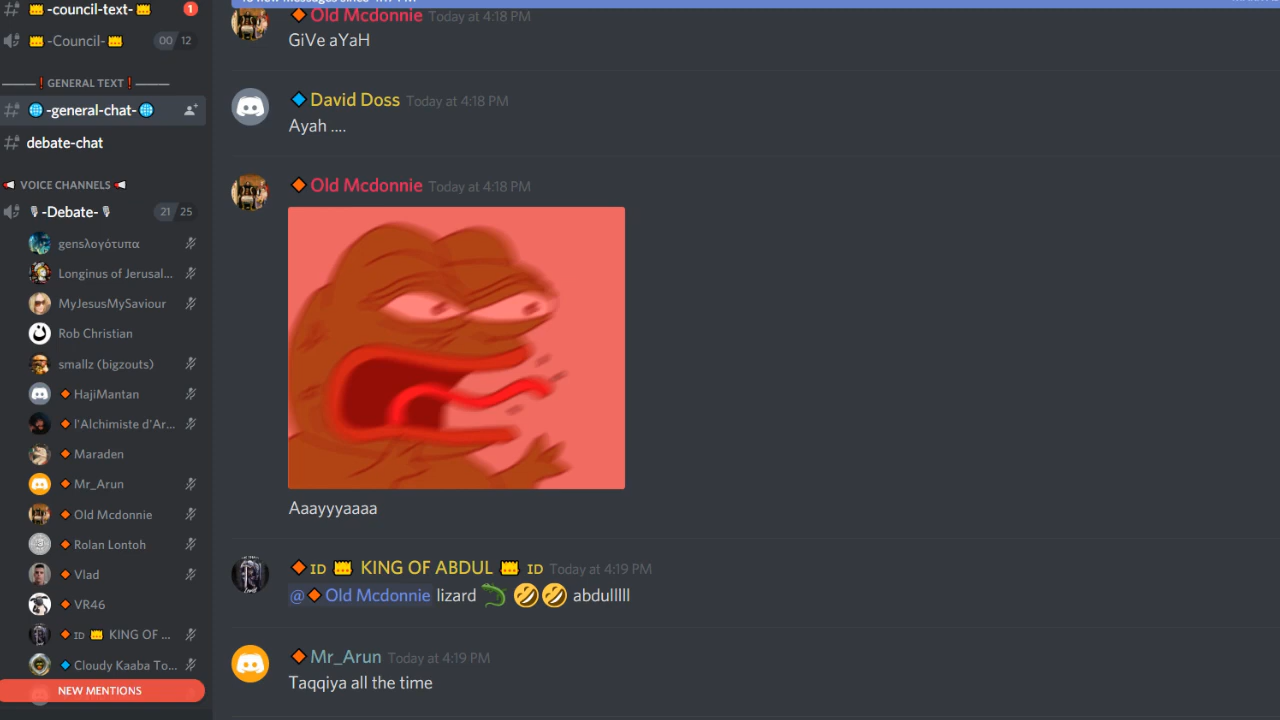 -council-text-
1
-Council-
00 12
GENERAL TEXT
-general-chat-
debate-chat
VOICE CHANNELS
-Debate-
21 25
gensλογότυπα
Longinus of Jerusal...
MyJesusMySaviour
Rob Christian
smallz (bigzouts)
HajiMantan
l'Alchimiste d'Ar...
Maraden
Mr_Arun
Old Mcdonnie
Rolan Lontoh
Vlad
VR46
ID KING OF ...
Cloudy Kaaba To...
NEW MENTIONS
Old Mcdonnie Today at 4:18 PM
GiVe aYaH
David Doss Today at 4:18 PM
Ayah ....
Old Mcdonnie Today at 4:18 PM
Aaayyyaaaa
ID KING OF ABDUL ID Today at 4:19 PM
@ Old Mcdonnie lizard 🦎 🤣🤣 abdulllll
Mr_Arun Today at 4:19 PM
Taqqiya all the time